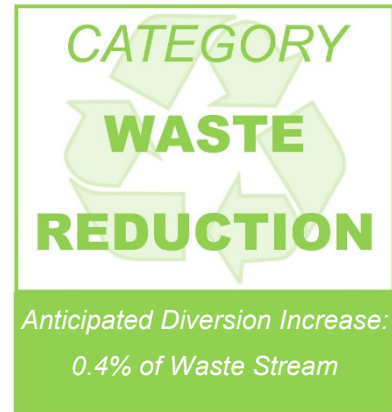 CATEGORY
WASTE
REDUCTION
Anticipated Diversion Increase:
0.4% of Waste Stream